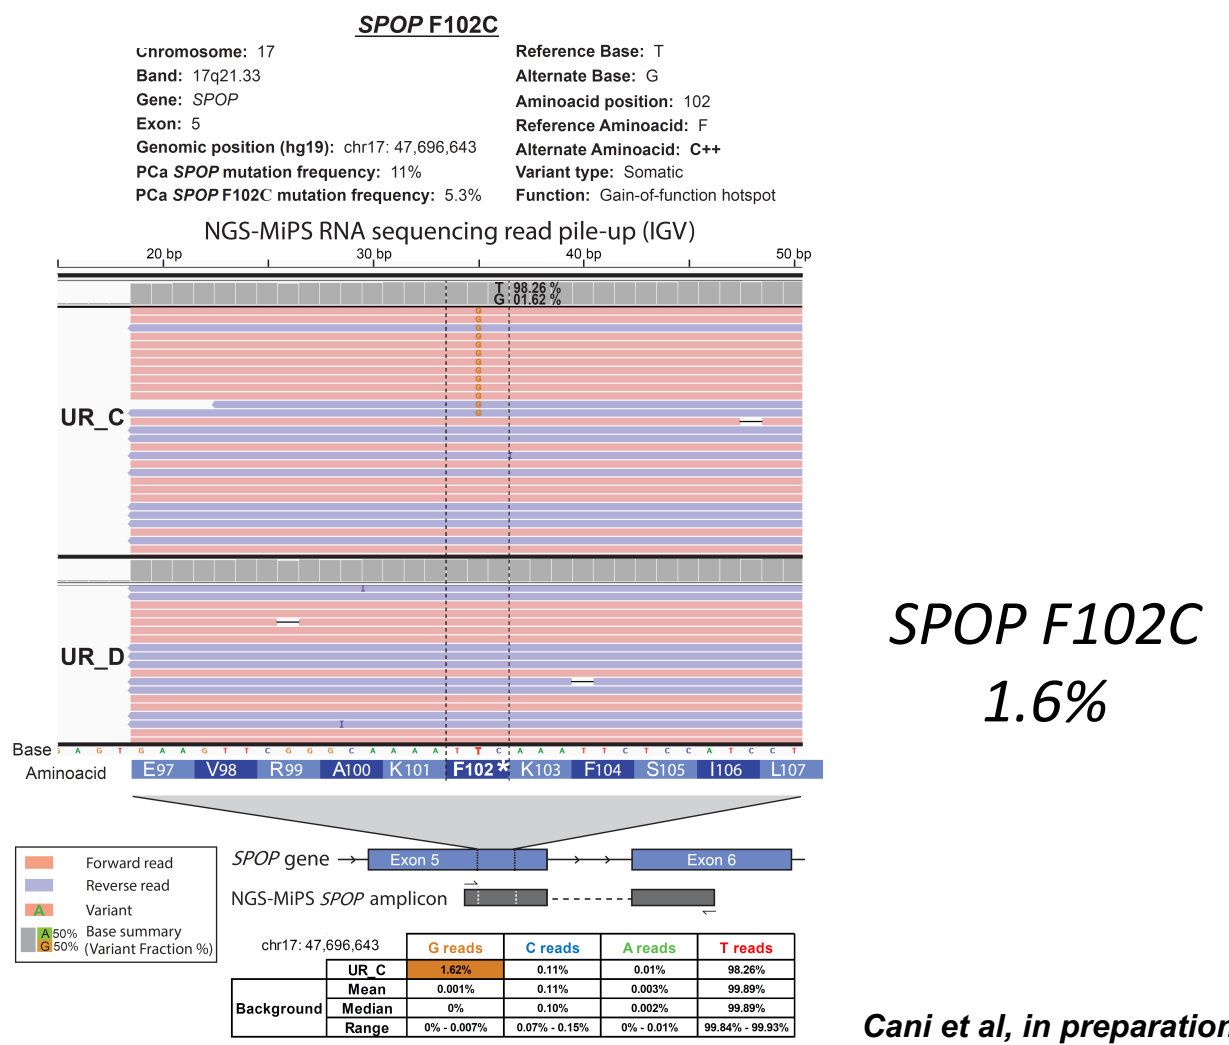 SPOP F102C
Chromosome: 17
Band: 17q21.33
Gene: SPOP
Exon: 5
Genomic position (hg19): chr17: 47,696,643
PCa SPOP mutation frequency: 11%
PCa SPOP F102C mutation frequency: 5.3%
Reference Base: T
Alternate Base: G
Aminoacid position: 102
Reference Aminoacid: F
Alternate Aminoacid: C++
Variant type: Somatic
Function: Gain-of-function hotspot
NGS-MiPS RNA sequencing read pile-up (IGV)
20 bp 30 bp 40 bp 50 bp
T 98.26 %
G 01.62 %
G
G
G
G
G
G
G
G
G
G
G
G
G
UR_C
UR_D
Base G A G T G A A G T T C G G G C A A A A T T C A A A T T C T C C A T C C T
Aminoacid E97 V98 R99 A100 K101 F102 * K103 F104 S105 I106 L107
SPOP F102C
1.6%
Forward read
Reverse read
A Variant
A 50% Base summary
G 50% (Variant Fraction %)
SPOP gene Exon 5 Exon 6
NGS-MiPS SPOP amplicon
chr17: 47,696,643 G reads C reads A reads T reads
UR_C 1.62% 0.11% 0.01% 98.26%
Background Mean 0.001% 0.11% 0.003% 99.89%
Median 0% 0.10% 0.002% 99.89%
Range 0% - 0.007% 0.07% - 0.15% 0% - 0.01% 99.84% - 99.93%
Cani et al, in preparation